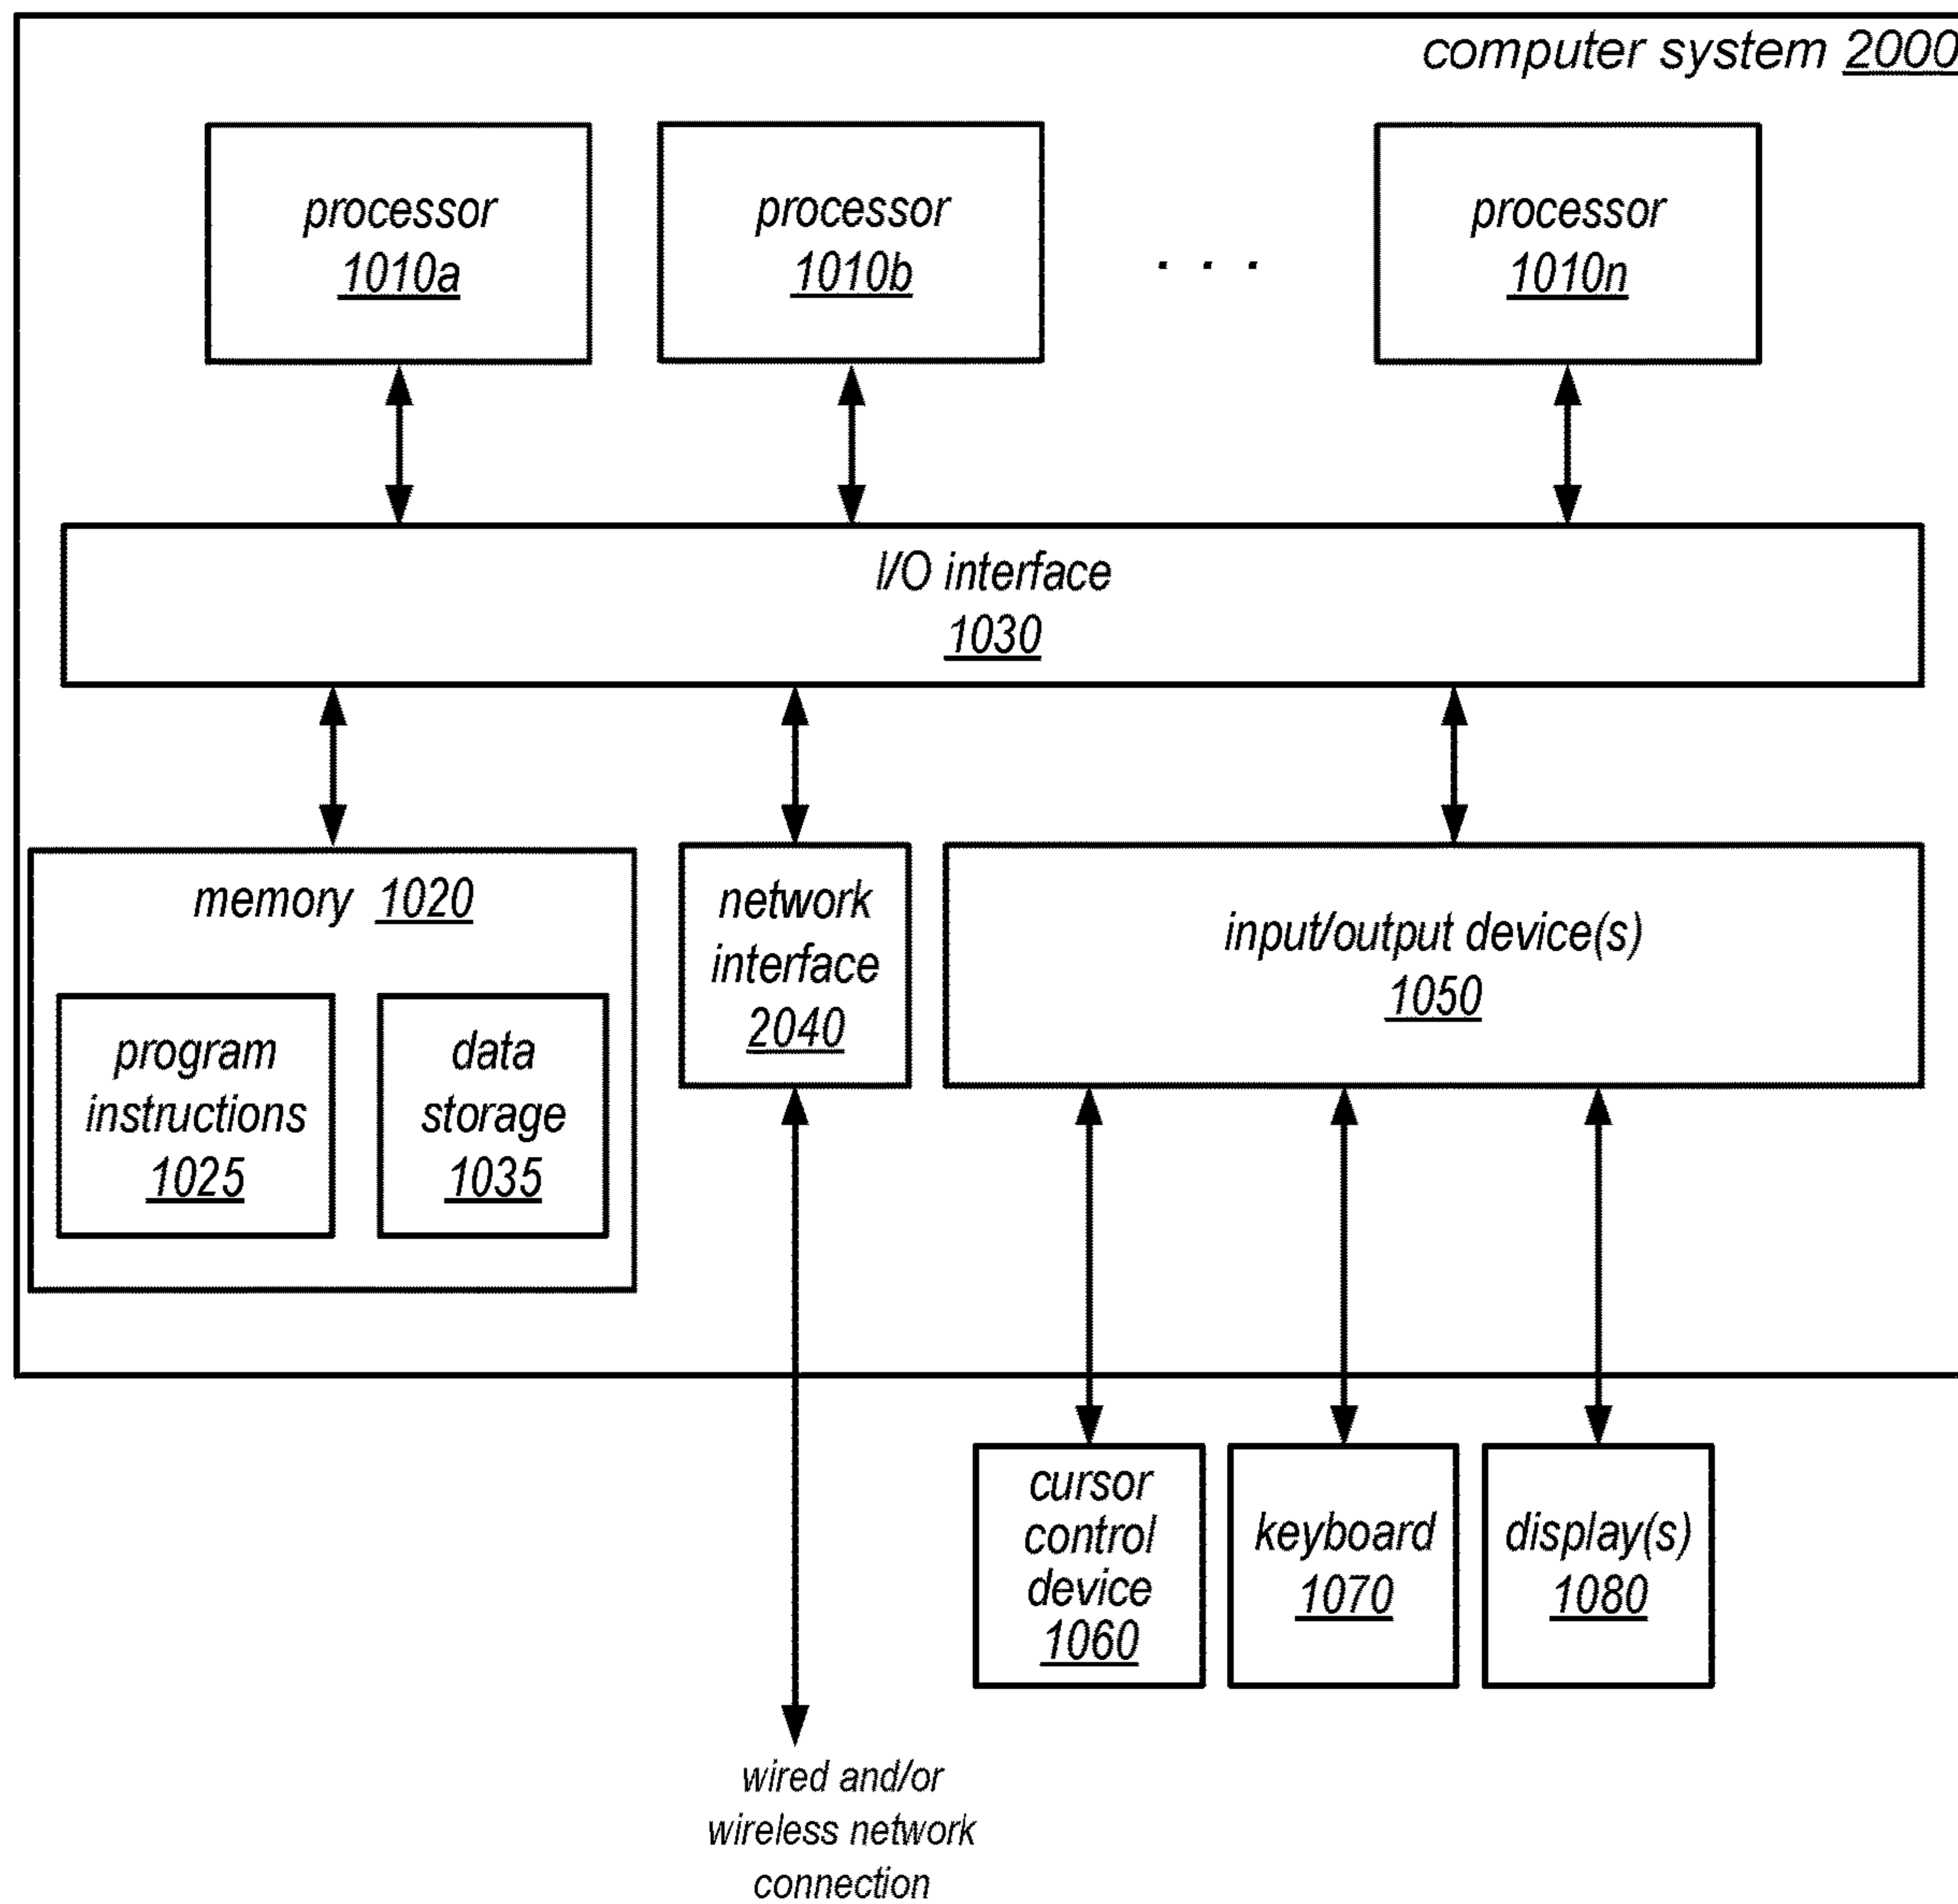 computer system 2000
processor
1010a
processor
1010b
. . .
processor
1010n
I/O interface
1030
memory 1020
program
instructions
1025
data
storage
1035
network
interface
2040
input/output device(s)
1050
cursor
control
device
1060
keyboard
1070
display(s)
1080
wired and/or
wireless network
connection